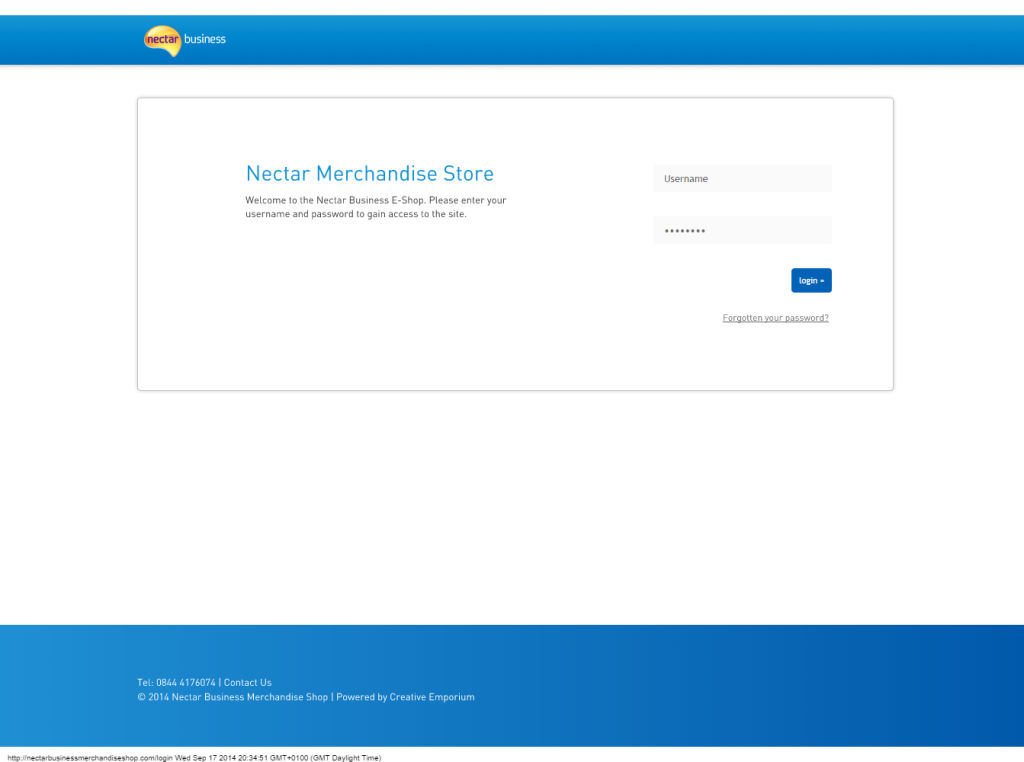 nectar business
Nectar Merchandise Store
Welcome to the Nectar Business E-Shop. Please enter your
username and password to gain access to the site.
Username
••••••••
login »
Forgotten your password?
Tel: 0844 4176074 | Contact Us
© 2014 Nectar Business Merchandise Shop | Powered by Creative Emporium
http://nectarbusinessmerchandiseshop.com/login Wed Sep 17 2014 20:34:51 GMT+0100 (GMT Daylight Time)